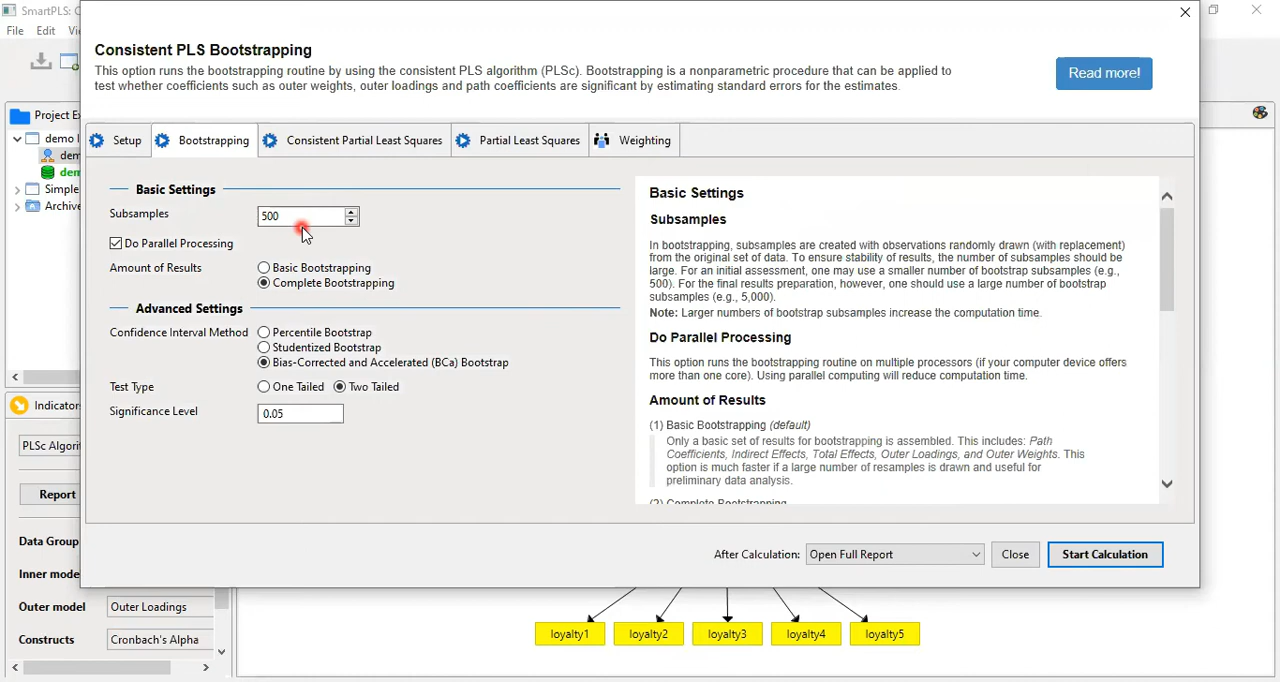 SmartPLS: C
File Edit Vi
Consistent PLS Bootstrapping
This option runs the bootstrapping routine by using the consistent PLS algorithm (PLSc). Bootstrapping is a nonparametric procedure that can be applied to
test whether coefficients such as outer weights, outer loadings and path coefficients are significant by estimating standard errors for the estimates.
Read more!
Project Ex
demo l
dem
dem
Simple
Archive
Setup Bootstrapping Consistent Partial Least Squares Partial Least Squares Weighting
Basic Settings
Subsamples 500
Do Parallel Processing
Amount of Results Basic Bootstrapping
Complete Bootstrapping
Advanced Settings
Confidence Interval Method Percentile Bootstrap
Studentized Bootstrap
Bias-Corrected and Accelerated (BCa) Bootstrap
Test Type One Tailed Two Tailed
Significance Level 0.05
Basic Settings
Subsamples
In bootstrapping, subsamples are created with observations randomly drawn (with replacement)
from the original set of data. To ensure stability of results, the number of subsamples should be
large. For an initial assessment, one may use a smaller number of bootstrap subsamples (e.g.,
500). For the final results preparation, however, one should use a large number of bootstrap
subsamples (e.g., 5,000).
Note: Larger numbers of bootstrap subsamples increase the computation time.
Do Parallel Processing
This option runs the bootstrapping routine on multiple processors (if your computer device offers
more than one core). Using parallel computing will reduce computation time.
Amount of Results
(1) Basic Bootstrapping (default)
Only a basic set of results for bootstrapping is assembled. This includes: Path
Coefficients, Indirect Effects, Total Effects, Outer Loadings, and Outer Weights. This
option is much faster if a large number of resamples is drawn and useful for
preliminary data analysis.
(2) Complete Bootstrapping
After Calculation: Open Full Report Close Start Calculation
Indicators
PLSc Algorit
Report
Data Group
Inner mode
Outer model Outer Loadings
Constructs Cronbach's Alpha
loyalty1 loyalty2 loyalty3 loyalty4 loyalty5